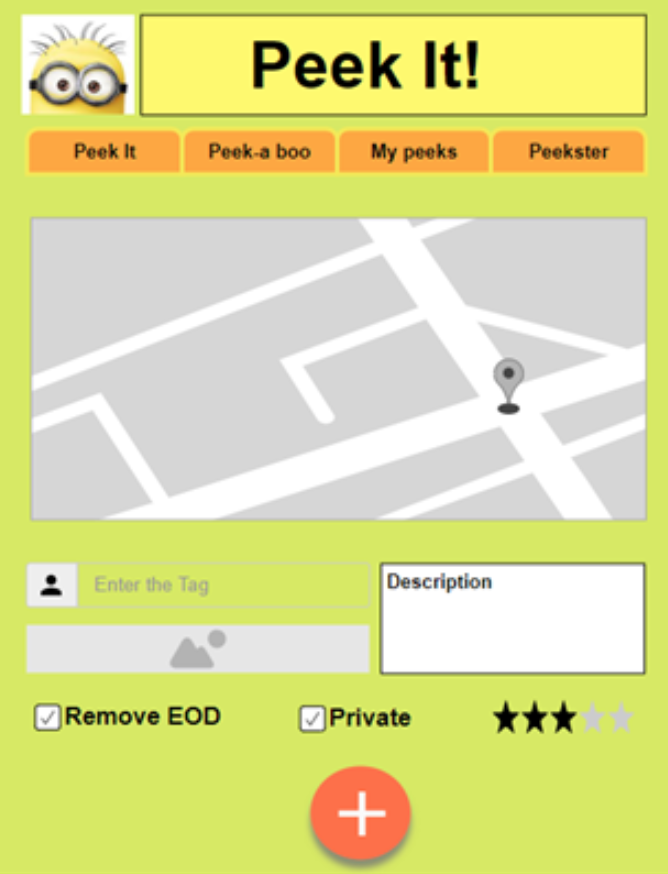 Peek It!
Peek It Peek-a boo My peeks Peekster
Enter the Tag
Description
Remove EOD Private